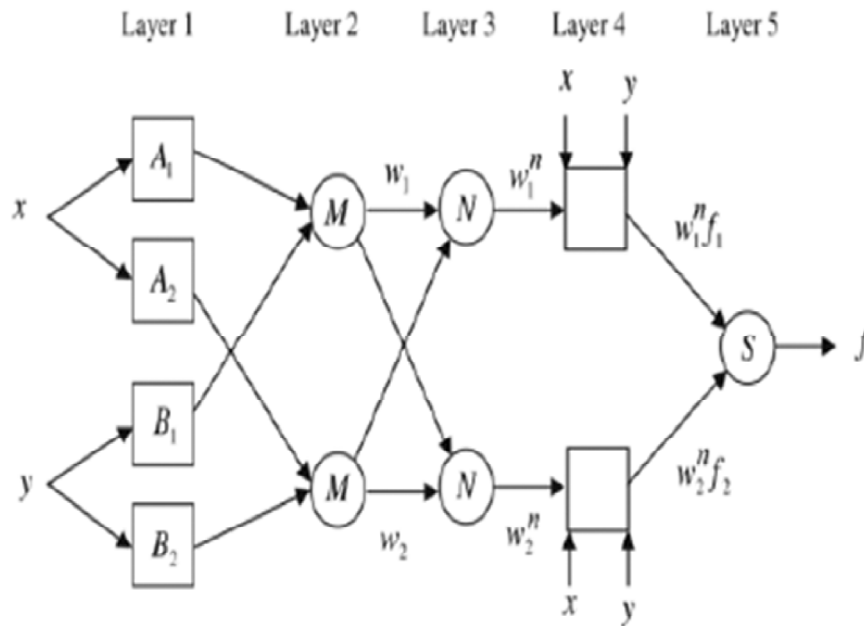 Layer 1 Layer 2 Layer 3 Layer 4 Layer 5
x y
A₁
w₁ w₁ⁿ
x M N
w₁ⁿf₁
A₂
S f
B₁
y M N
w₂ⁿf₂
B₂ w₂ w₂ⁿ
x y